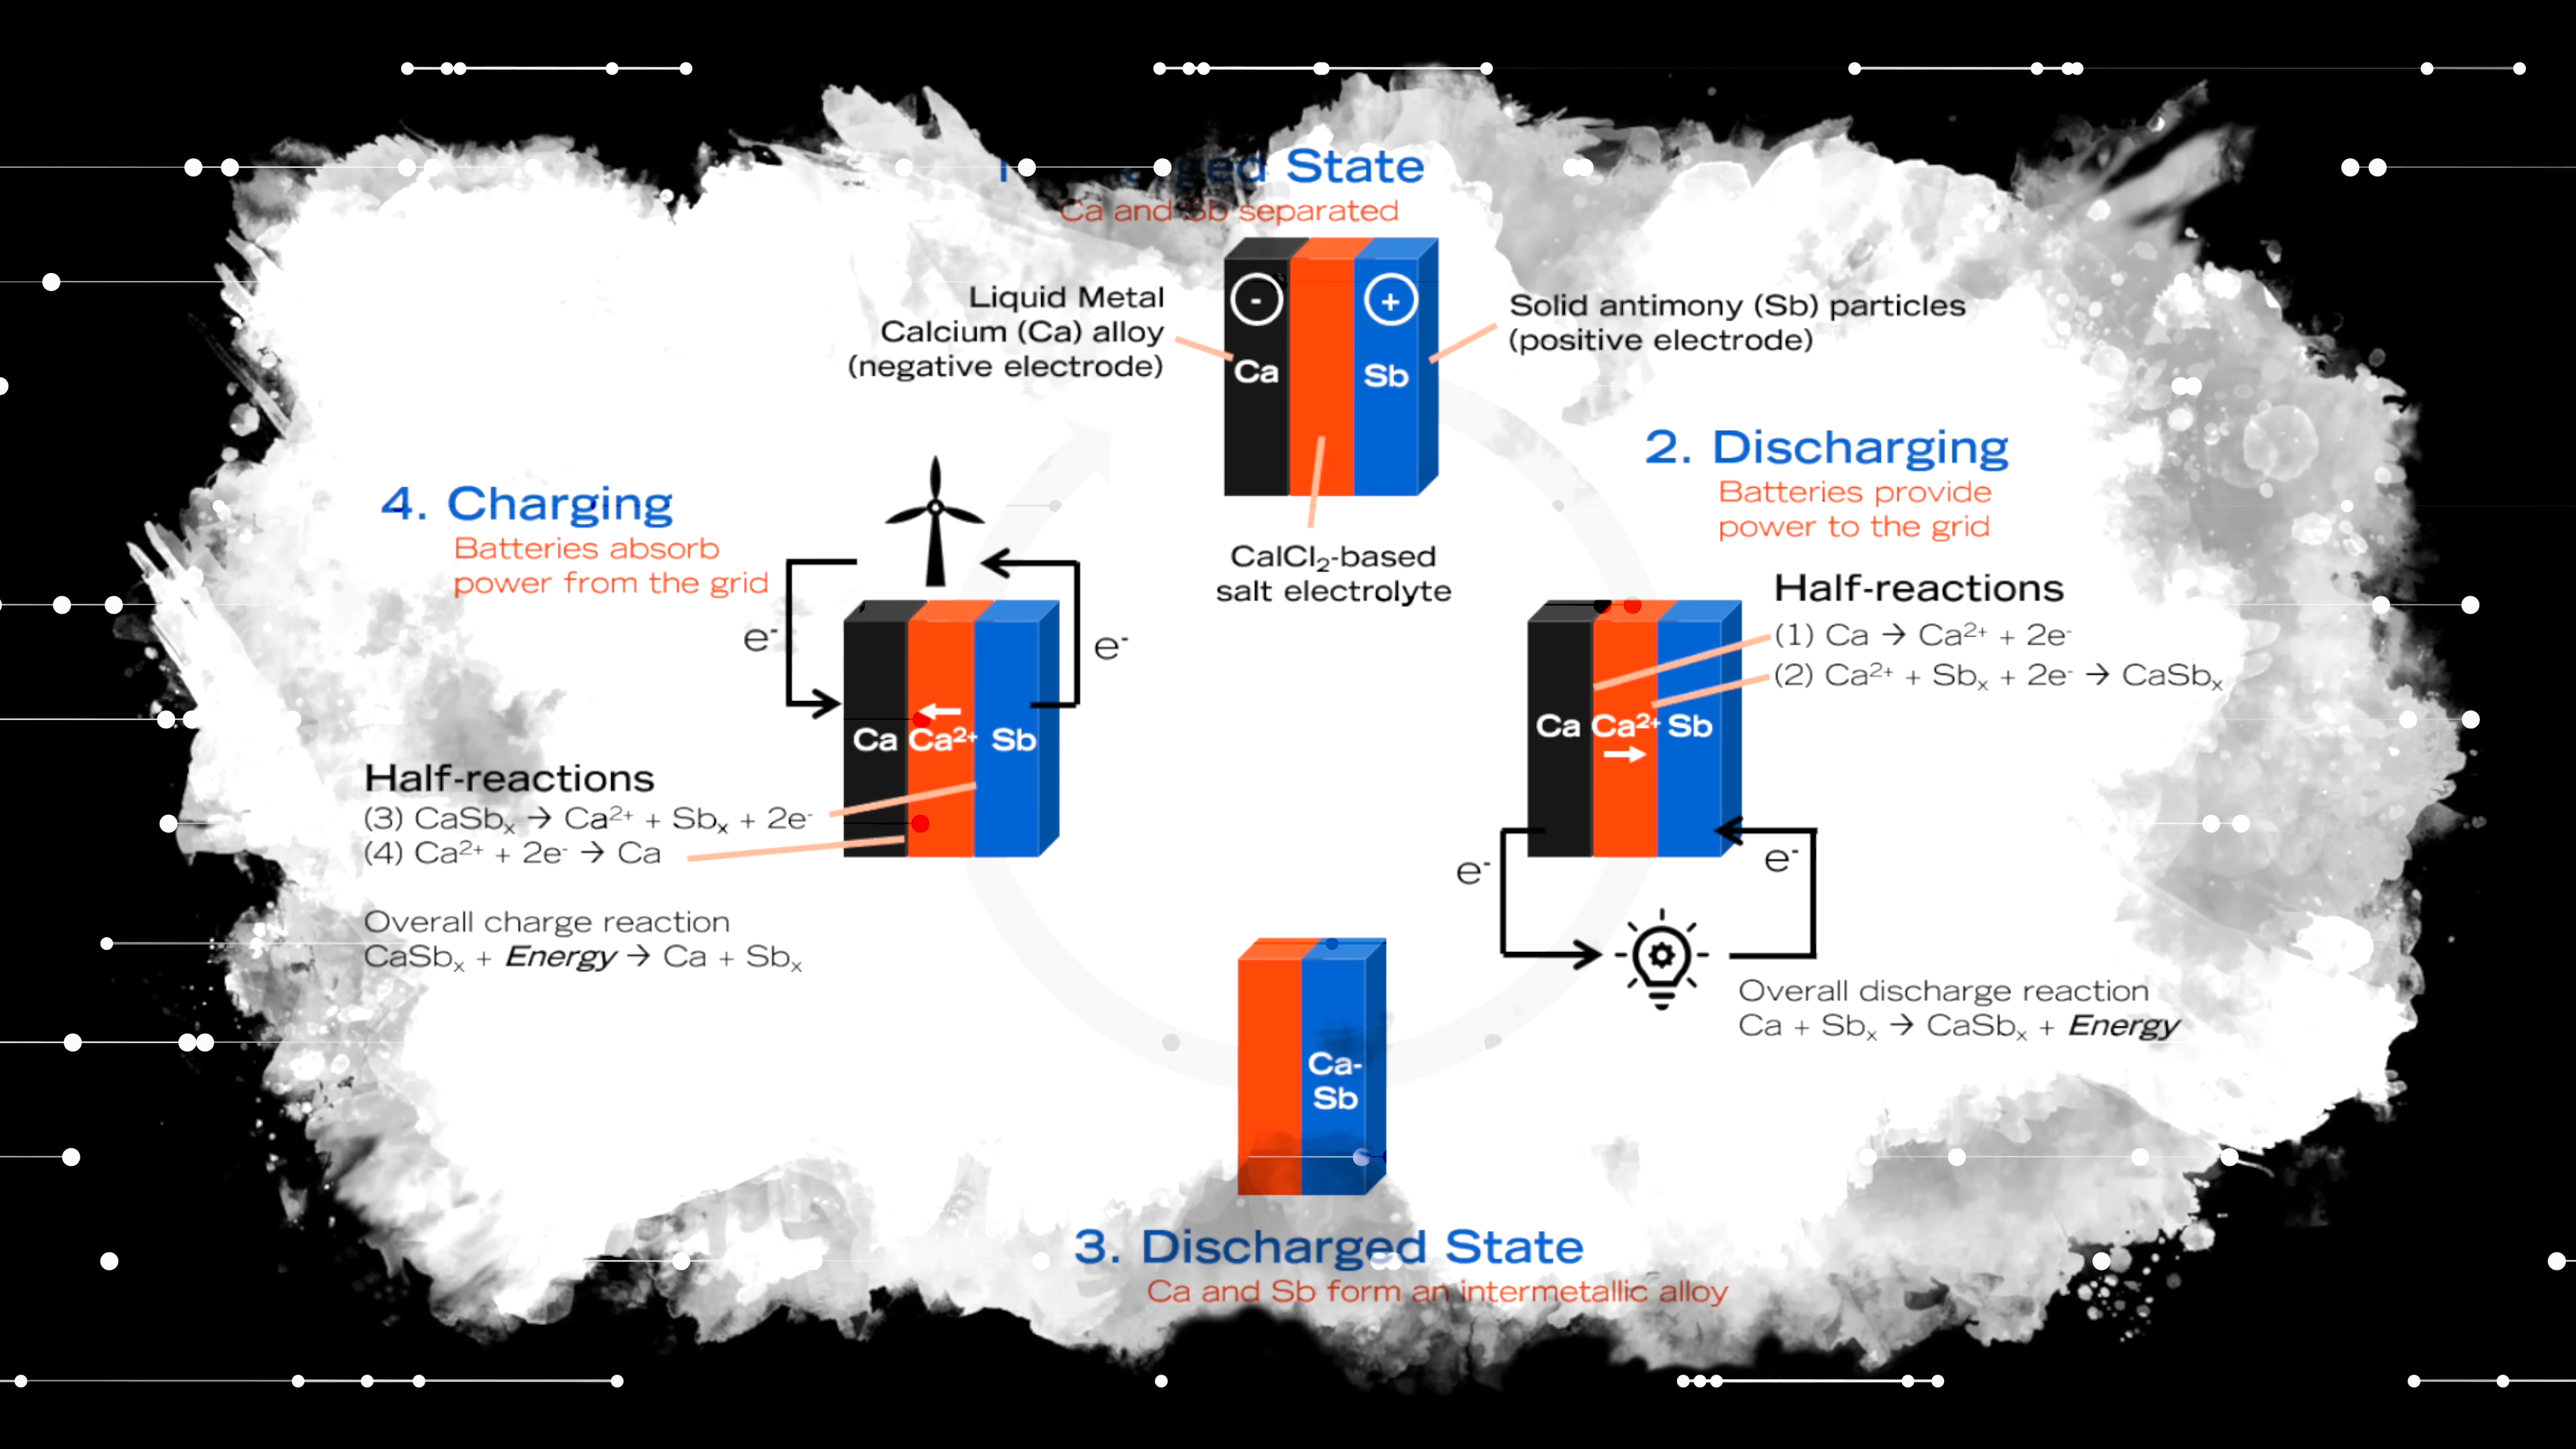 State
Ca and Sb separated
Liquid Metal
Calcium (Ca) alloy
(negative electrode)
-
+
Ca
Sb
Solid antimony (Sb) particles
(positive electrode)
CalCl₂-based
salt electrolyte
2. Discharging
Batteries provide
power to the grid
Half-reactions
(1) Ca → Ca²⁺ + 2e⁻
(2) Ca²⁺ + Sbₓ + 2e⁻ → CaSbₓ
Ca Ca²⁺ Sb
e⁻
e⁻
Overall discharge reaction
Ca + Sbₓ → CaSbₓ + Energy
Ca-
Sb
3. Discharged State
Ca and Sb form an intermetallic alloy
4. Charging
Batteries absorb
power from the grid
e⁻
e⁻
Ca Ca²⁺ Sb
Half-reactions
(3) CaSbₓ → Ca²⁺ + Sbₓ + 2e⁻
(4) Ca²⁺ + 2e⁻ → Ca
Overall charge reaction
CaSbₓ + Energy → Ca + Sbₓ